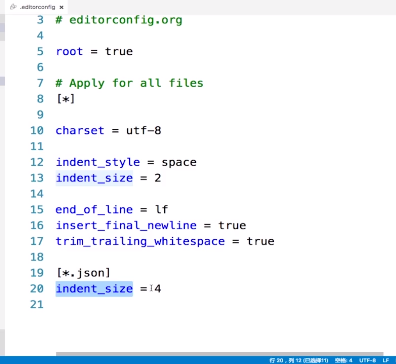 .editorconfig ×
3 # editorconfig.org
4
5 root = true
6
7 # Apply for all files
8 [*]
9
10 charset = utf-8
11
12 indent_style = space
13 indent_size = 2
14
15 end_of_line = lf
16 insert_final_newline = true
17 trim_trailing_whitespace = true
18
19 [*.json]
20 indent_size = 4
21
行 20，列 12 (已选择11) 空格: 4 UTF-8 LF